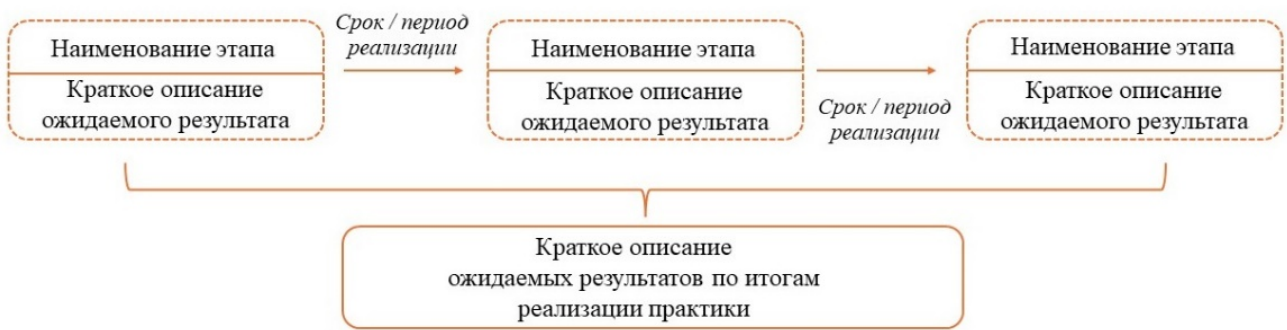 Наименование этапа
Краткое описание
ожидаемого результата
Срок / период
реализации
Наименование этапа
Краткое описание
ожидаемого результата
Срок / период
реализации
Наименование этапа
Краткое описание
ожидаемого результата
Краткое описание
ожидаемых результатов по итогам
реализации практики